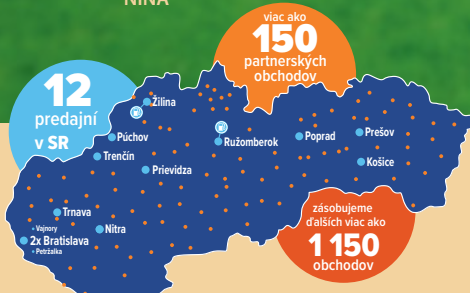 NINA
viac ako
150
partnerských
obchodov
12
predajní
v SR
Žilina
Púchov
Ružomberok
Poprad
Prešov
Trenčín
Prievidza
Košice
Trnava
Vajnory
2x Bratislava
Petržalka
Nitra
zásobujeme
ďalších viac ako
1 150
obchodov